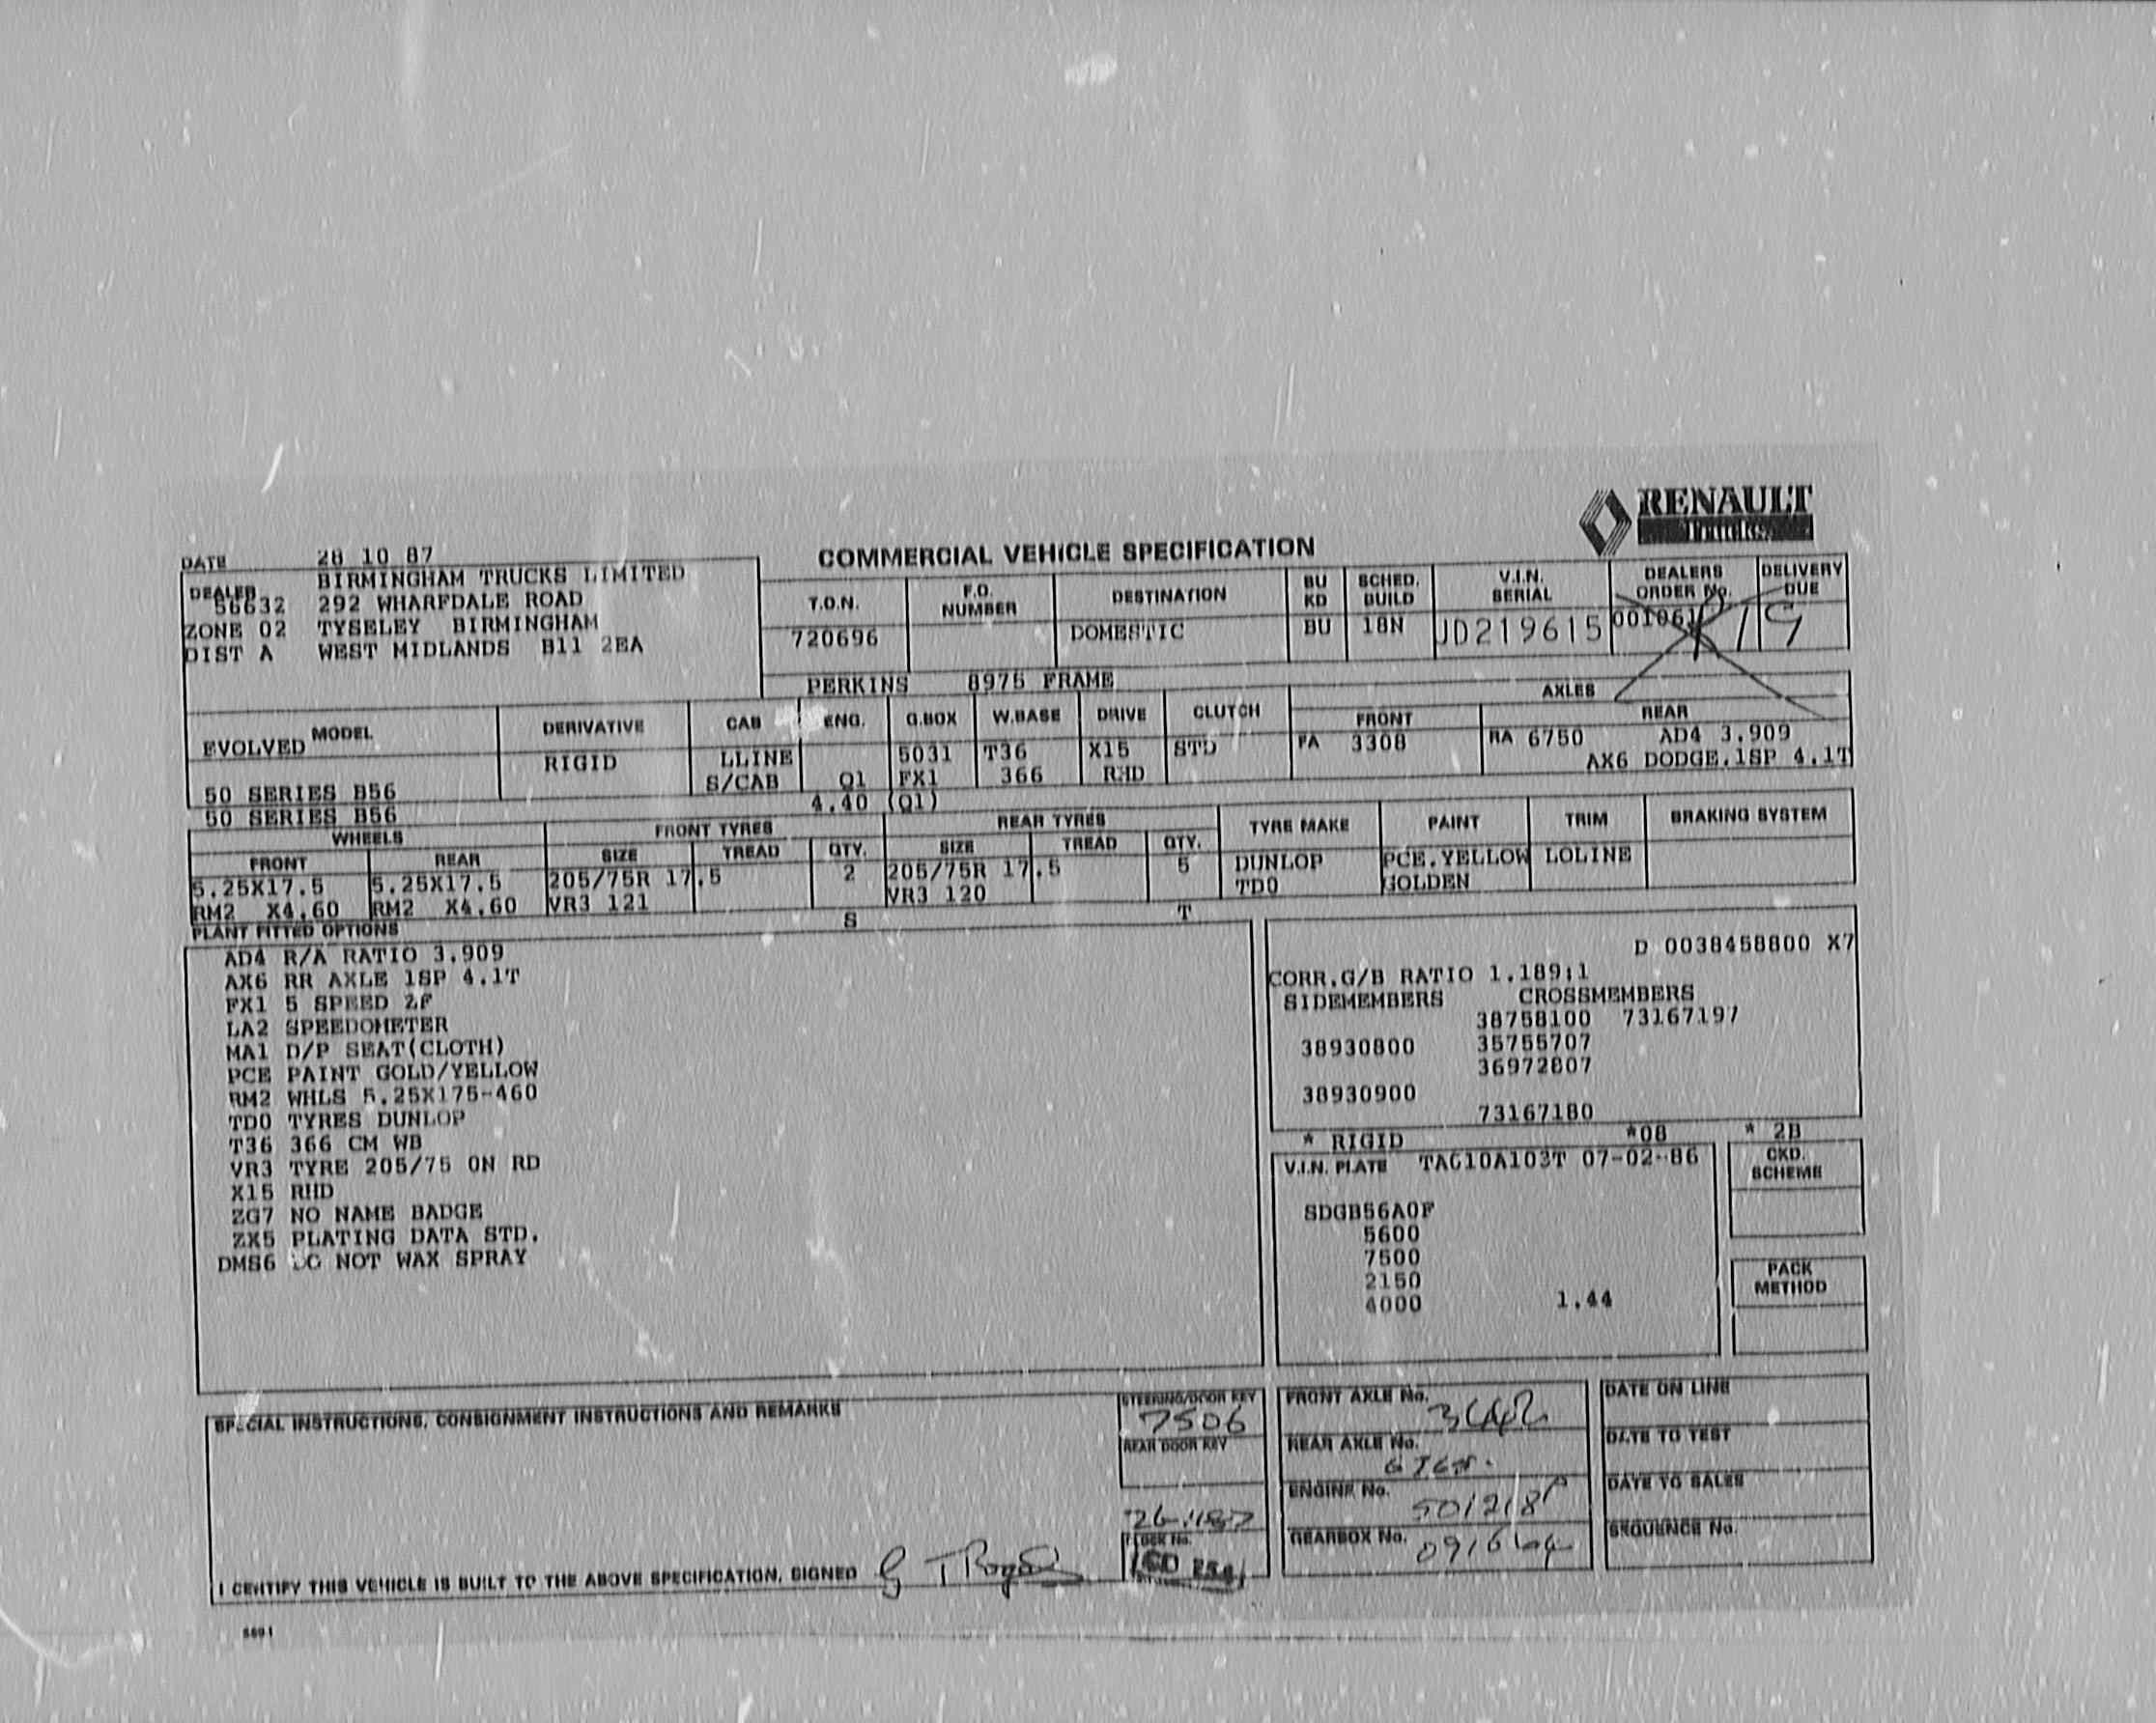 RENAULT
Trucks
COMMERCIAL VEHICLE SPECIFICATION
DATE 28 10 87
DEALER BIRMINGHAM TRUCKS LIMITED
56632 292 WHARFDALE ROAD
ZONE 02 TYSELEY BIRMINGHAM
DIST A WEST MIDLANDS B11 2EA
T.O.N. F.O. NUMBER DESTINATION BU KD SCHED. BUILD V.I.N. SERIAL DEALERS ORDER No. DELIVERY DUE
720696 DOMESTIC BU 18N JD219615
PERKINS 8975 FRAME
AXLES
MODEL DERIVATIVE CAB ENG. G.BOX W.BASE DRIVE CLUTCH FRONT REAR
EVOLVED RIGID LLINE 5031 T36 X15 STD FA 3308 RA 6750 AD4 3.909
50 SERIES B56 S/CAB Q1 FX1 366 RHD AX6 DODGE.1SP 4.1T
50 SERIES B56 4.40 (Q1)
WHEELS FRONT TYRES REAR TYRES TYRE MAKE PAINT TRIM BRAKING SYSTEM
FRONT REAR SIZE TREAD QTY. SIZE TREAD QTY.
5.25X17.5 5.25X17.5 205/75R 17.5 2 205/75R 17.5 5 DUNLOP PCE.YELLOW LOLINE
RM2 X4.60 RM2 X4.60 VR3 121 VR3 120 TD0 GOLDEN
PLANT FITTED OPTIONS S T
AD4 R/A RATIO 3.909
AX6 RR AXLE 1SP 4.1T
FX1 5 SPEED ZF
LA2 SPEEDOMETER
MA1 D/P SEAT(CLOTH)
PCE PAINT GOLD/YELLOW
RM2 WHLS 5.25X175-460
TD0 TYRES DUNLOP
T36 366 CM WB
VR3 TYRE 205/75 ON RD
X15 RHD
ZG7 NO NAME BADGE
ZX5 PLATING DATA STD.
DMS6 DO NOT WAX SPRAY
D 0038458800 X7
CORR.G/B RATIO 1.189:1
SIDEMEMBERS CROSSMEMBERS
38758100 73167197
38930800 35755707
36972807
38930900
73167180
* RIGID *08 * 2B
V.I.N. PLATE TAG10A103T 07-02-86
CKD. SCHEME
SDGB56A0F
5600
7500
2150
4000 1.44
PACK METHOD
SPECIAL INSTRUCTIONS, CONSIGNMENT INSTRUCTIONS AND REMARKS
STEERING/DOOR KEY
7506
REAR DOOR KEY
FRONT AXLE No.
REAR AXLE No.
ENGINE No.
GEARBOX No.
DATE ON LINE
DATE TO TEST
DATE TO SALES
SEQUENCE No.
I CERTIFY THIS VEHICLE IS BUILT TO THE ABOVE SPECIFICATION, SIGNED